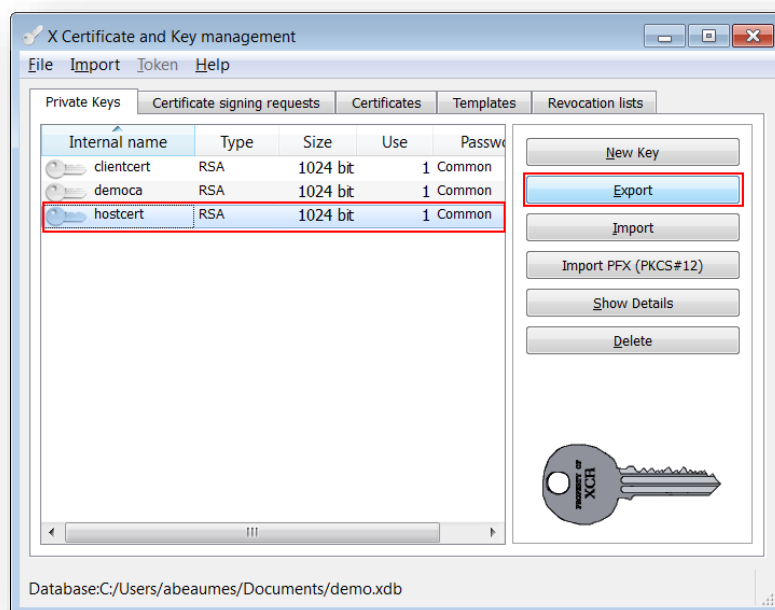 X Certificate and Key management
File Import Token Help
Private Keys Certificate signing requests Certificates Templates Revocation lists
Internal name Type Size Use Passwo
clientcert RSA 1024 bit 1 Common
democa RSA 1024 bit 1 Common
hostcert RSA 1024 bit 1 Common
New Key
Export
Import
Import PFX (PKCS#12)
Show Details
Delete
PROPERTY OF
XCA
Database:C:/Users/abeaumes/Documents/demo.xdb